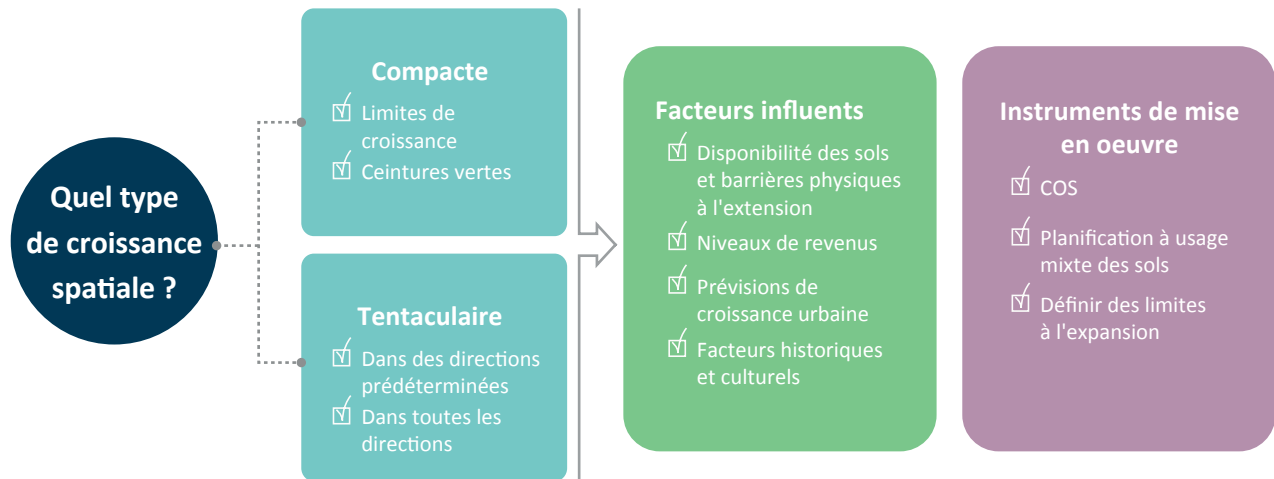 Quel type
de croissance
spatiale ?
Compacte
Limites de
croissance
Ceintures vertes
Tentaculaire
Dans des directions
prédéterminées
Dans toutes les
directions
Facteurs influents
Disponibilité des sols
et barrières physiques
à l'extension
Niveaux de revenus
Prévisions de
croissance urbaine
Facteurs historiques
et culturels
Instruments de mise
en oeuvre
COS
Planification à usage
mixte des sols
Définir des limites
à l'expansion